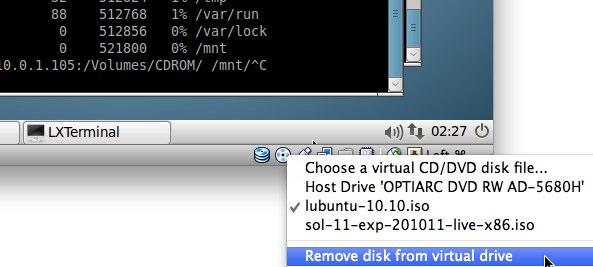 88 512768 1% /var/run
0 512856 0% /var/lock
0 521800 0% /mnt
10.0.1.105:/Volumes/CDROM/ /mnt/^C
LXTerminal
02:27
Left ⌘
Choose a virtual CD/DVD disk file...
Host Drive 'OPTIARC DVD RW AD-5680H'
✓ lubuntu-10.10.iso
sol-11-exp-201011-live-x86.iso
Remove disk from virtual drive